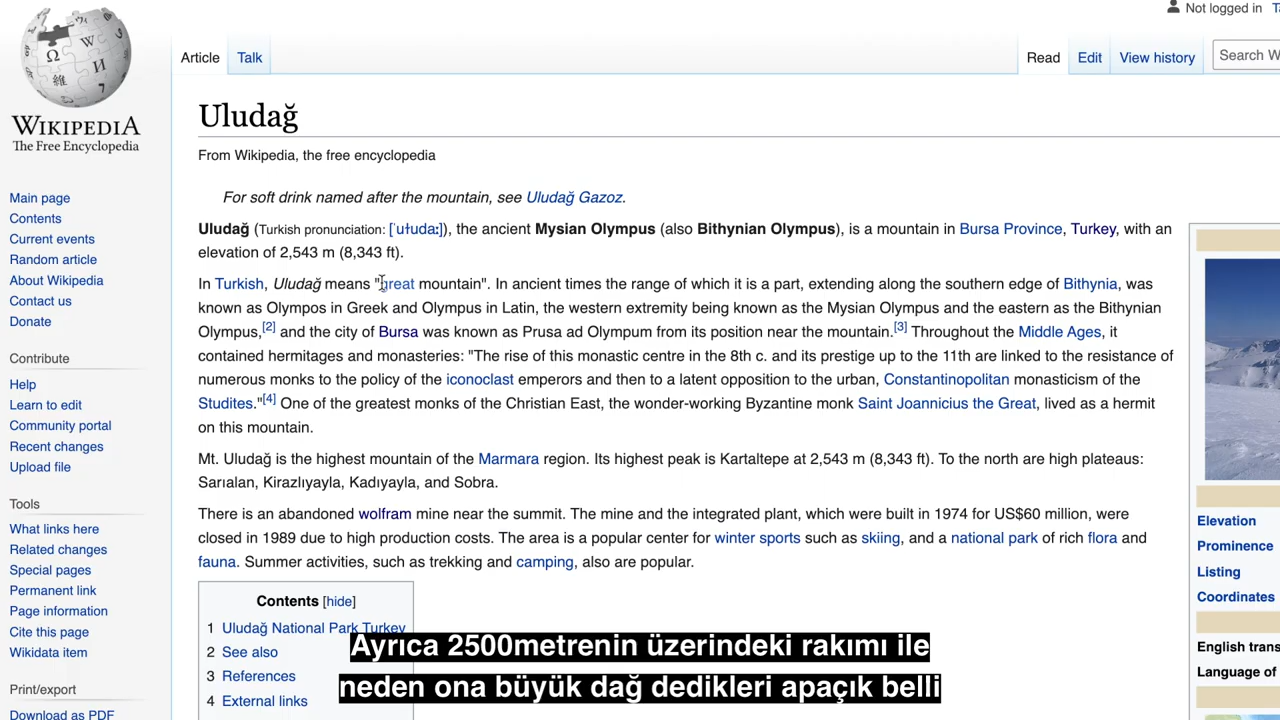 Not logged in
Article
Talk
Read
Edit
View history
Search W
WIKIPEDIA
The Free Encyclopedia
Main page
Contents
Current events
Random article
About Wikipedia
Contact us
Donate
Contribute
Help
Learn to edit
Community portal
Recent changes
Upload file
Tools
What links here
Related changes
Special pages
Permanent link
Page information
Cite this page
Wikidata item
Print/export
Download as PDF
Uludağ
From Wikipedia, the free encyclopedia
For soft drink named after the mountain, see Uludağ Gazoz.
Uludağ (Turkish pronunciation: [ˈuɫudaː]), the ancient Mysian Olympus (also Bithynian Olympus), is a mountain in Bursa Province, Turkey, with an
elevation of 2,543 m (8,343 ft).
In Turkish, Uludağ means "great mountain". In ancient times the range of which it is a part, extending along the southern edge of Bithynia, was
known as Olympos in Greek and Olympus in Latin, the western extremity being known as the Mysian Olympus and the eastern as the Bithynian
Olympus,[2] and the city of Bursa was known as Prusa ad Olympum from its position near the mountain.[3] Throughout the Middle Ages, it
contained hermitages and monasteries: "The rise of this monastic centre in the 8th c. and its prestige up to the 11th are linked to the resistance of
numerous monks to the policy of the iconoclast emperors and then to a latent opposition to the urban, Constantinopolitan monasticism of the
Studites."[4] One of the greatest monks of the Christian East, the wonder-working Byzantine monk Saint Joannicius the Great, lived as a hermit
on this mountain.
Mt. Uludağ is the highest mountain of the Marmara region. Its highest peak is Kartaltepe at 2,543 m (8,343 ft). To the north are high plateaus:
Sarıalan, Kirazlıyayla, Kadıyayla, and Sobra.
There is an abandoned wolfram mine near the summit. The mine and the integrated plant, which were built in 1974 for US$60 million, were
closed in 1989 due to high production costs. The area is a popular center for winter sports such as skiing, and a national park of rich flora and
fauna. Summer activities, such as trekking and camping, also are popular.
Contents [hide]
1 Uludağ National Park Turkey
2 See also
3 References
4 External links
Elevation
Prominence
Listing
Coordinates
English trans
Language of
Ayrıca 2500metrenin üzerindeki rakımı ile
neden ona büyük dağ dedikleri apaçık belli